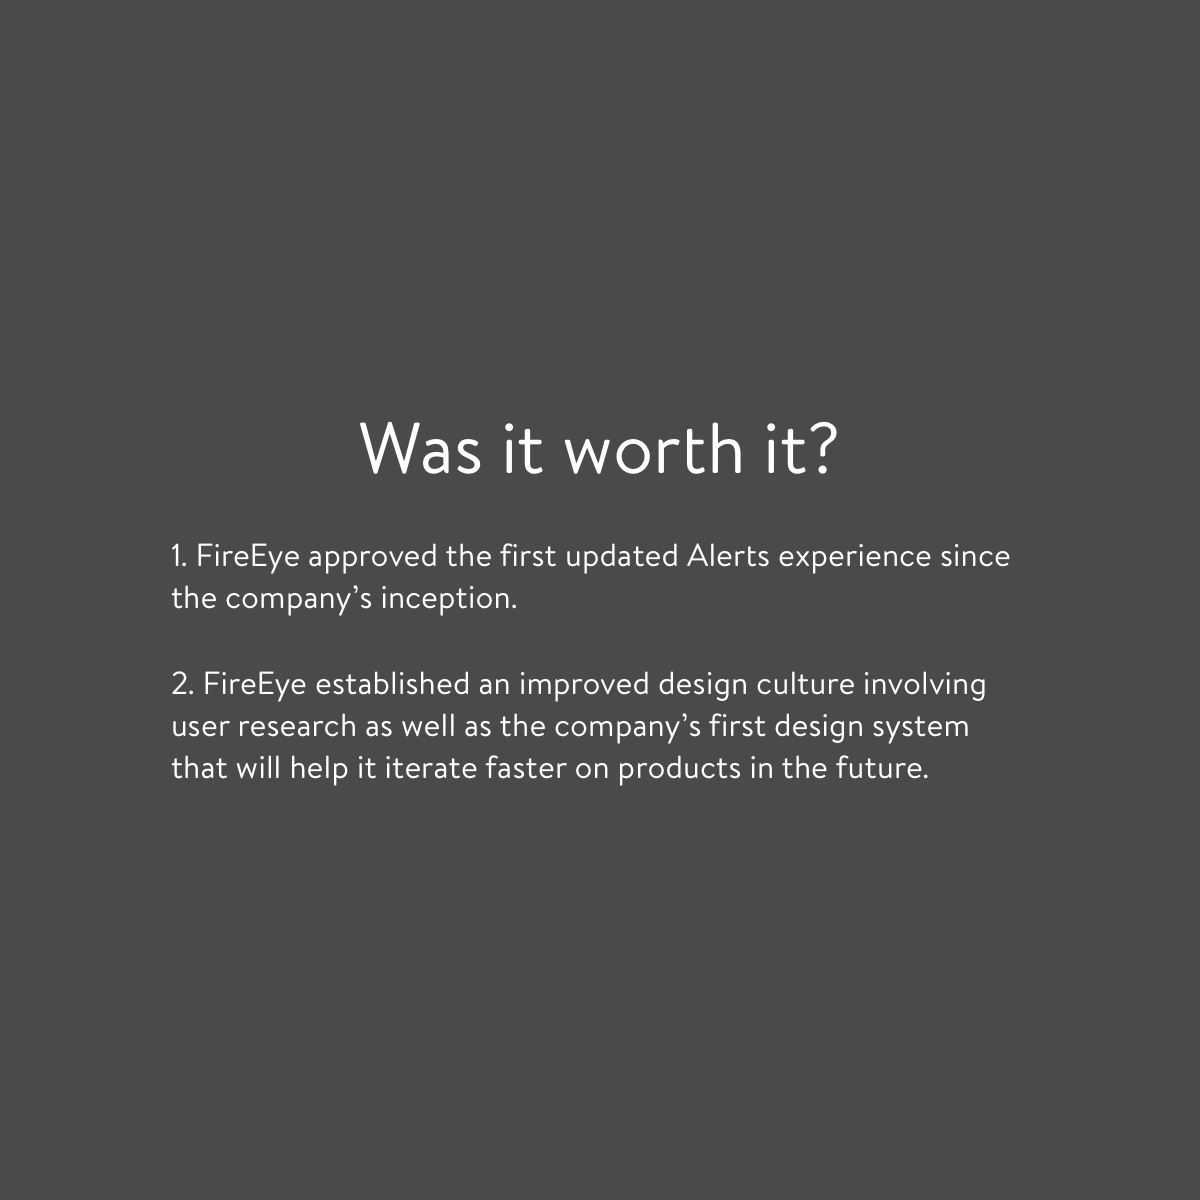 Was it worth it?
1. FireEye approved the first updated Alerts experience since
the company’s inception.
2. FireEye established an improved design culture involving
user research as well as the company’s first design system
that will help it iterate faster on products in the future.